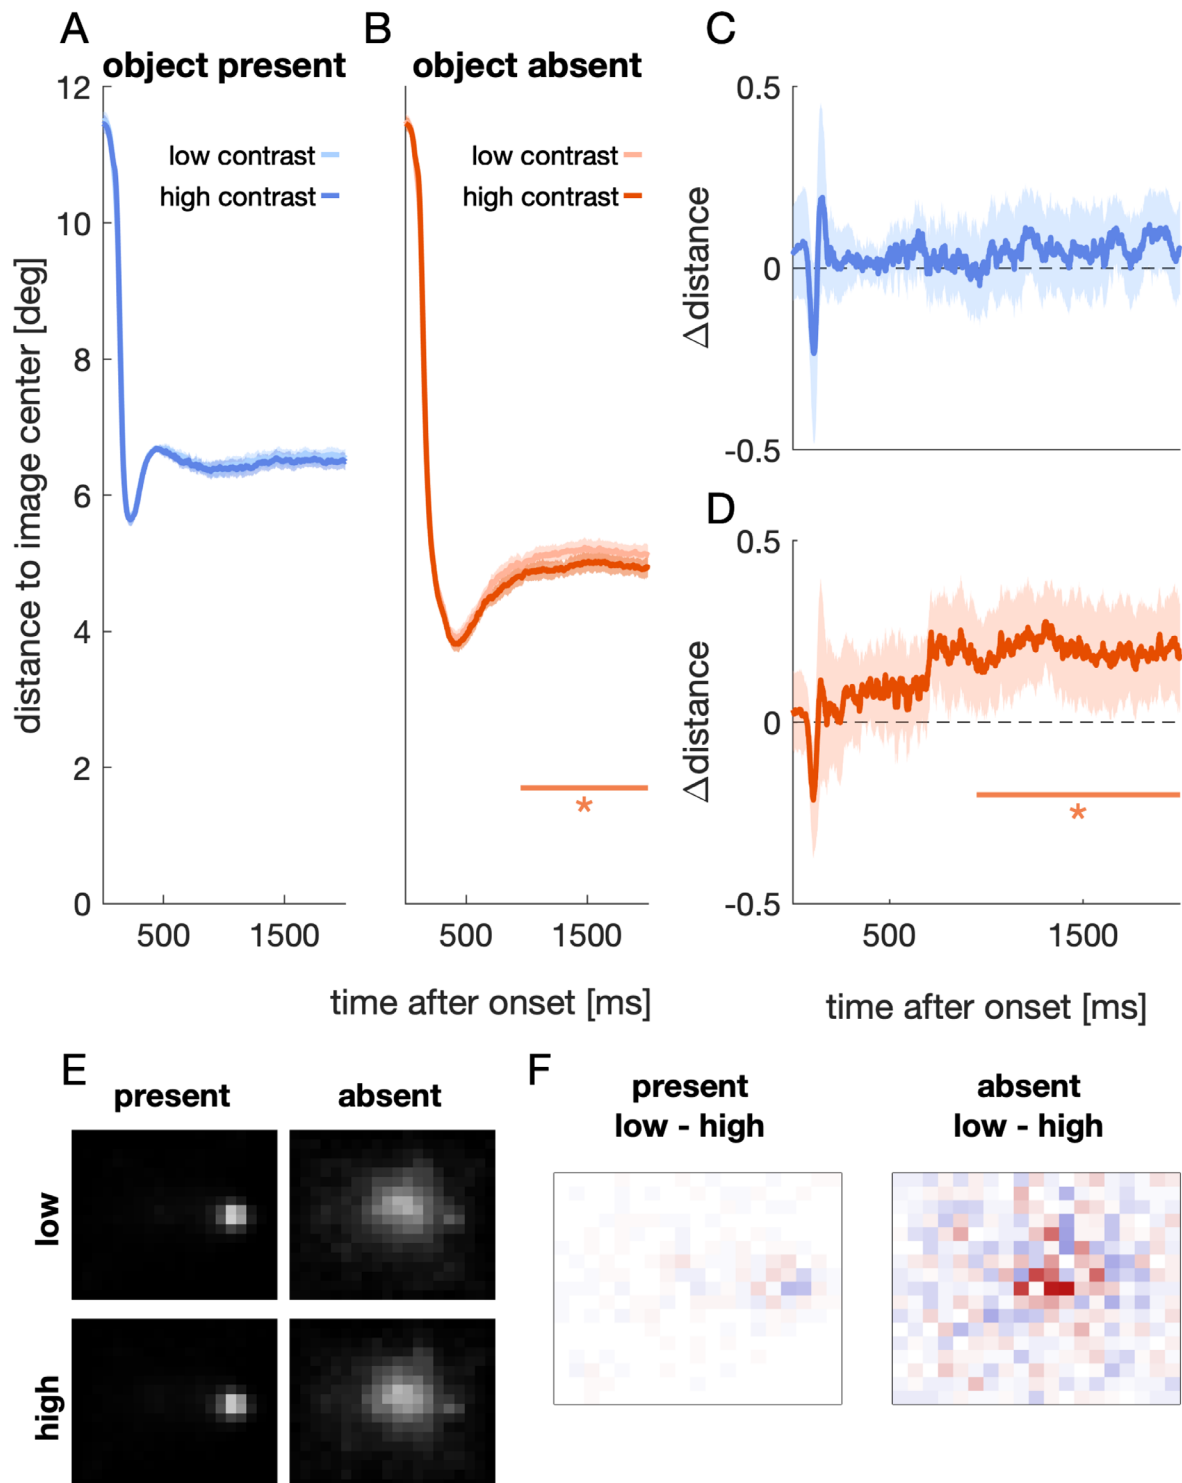 A
object present
12
10
8
6
4
2
0
low contrast
high contrast
500
1500
distance to image center [deg]
B
object absent
low contrast
high contrast
*
500
1500
time after onset [ms]
C
0.5
0
-0.5
Δdistance
D
0.5
0
-0.5
Δdistance
*
500
1500
time after onset [ms]
E
present
absent
low
high
F
present
low - high
absent
low - high